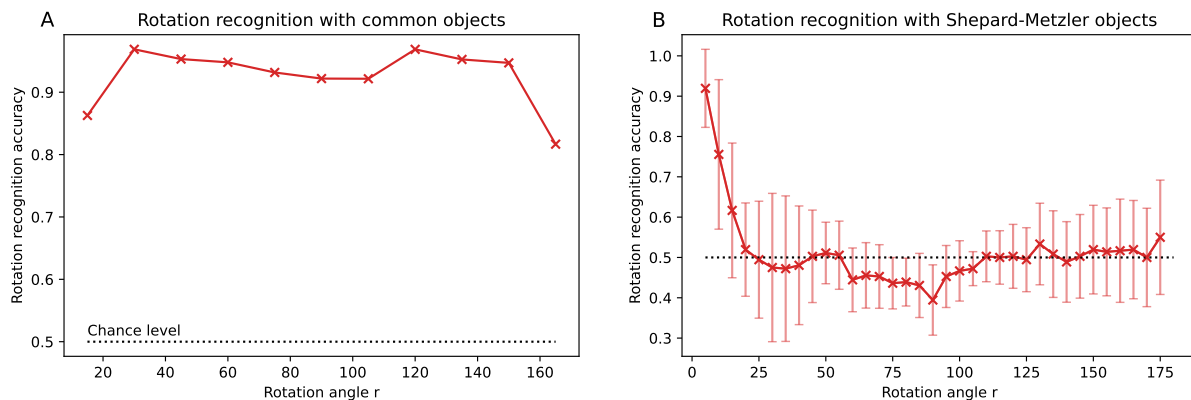 A
Rotation recognition with common objects
Rotation recognition accuracy
0.9
0.8
0.7
0.6
0.5
Chance level
20 40 60 80 100 120 140 160
Rotation angle r
B
Rotation recognition with Shepard-Metzler objects
Rotation recognition accuracy
1.0
0.9
0.8
0.7
0.6
0.5
0.4
0.3
0 25 50 75 100 125 150 175
Rotation angle r